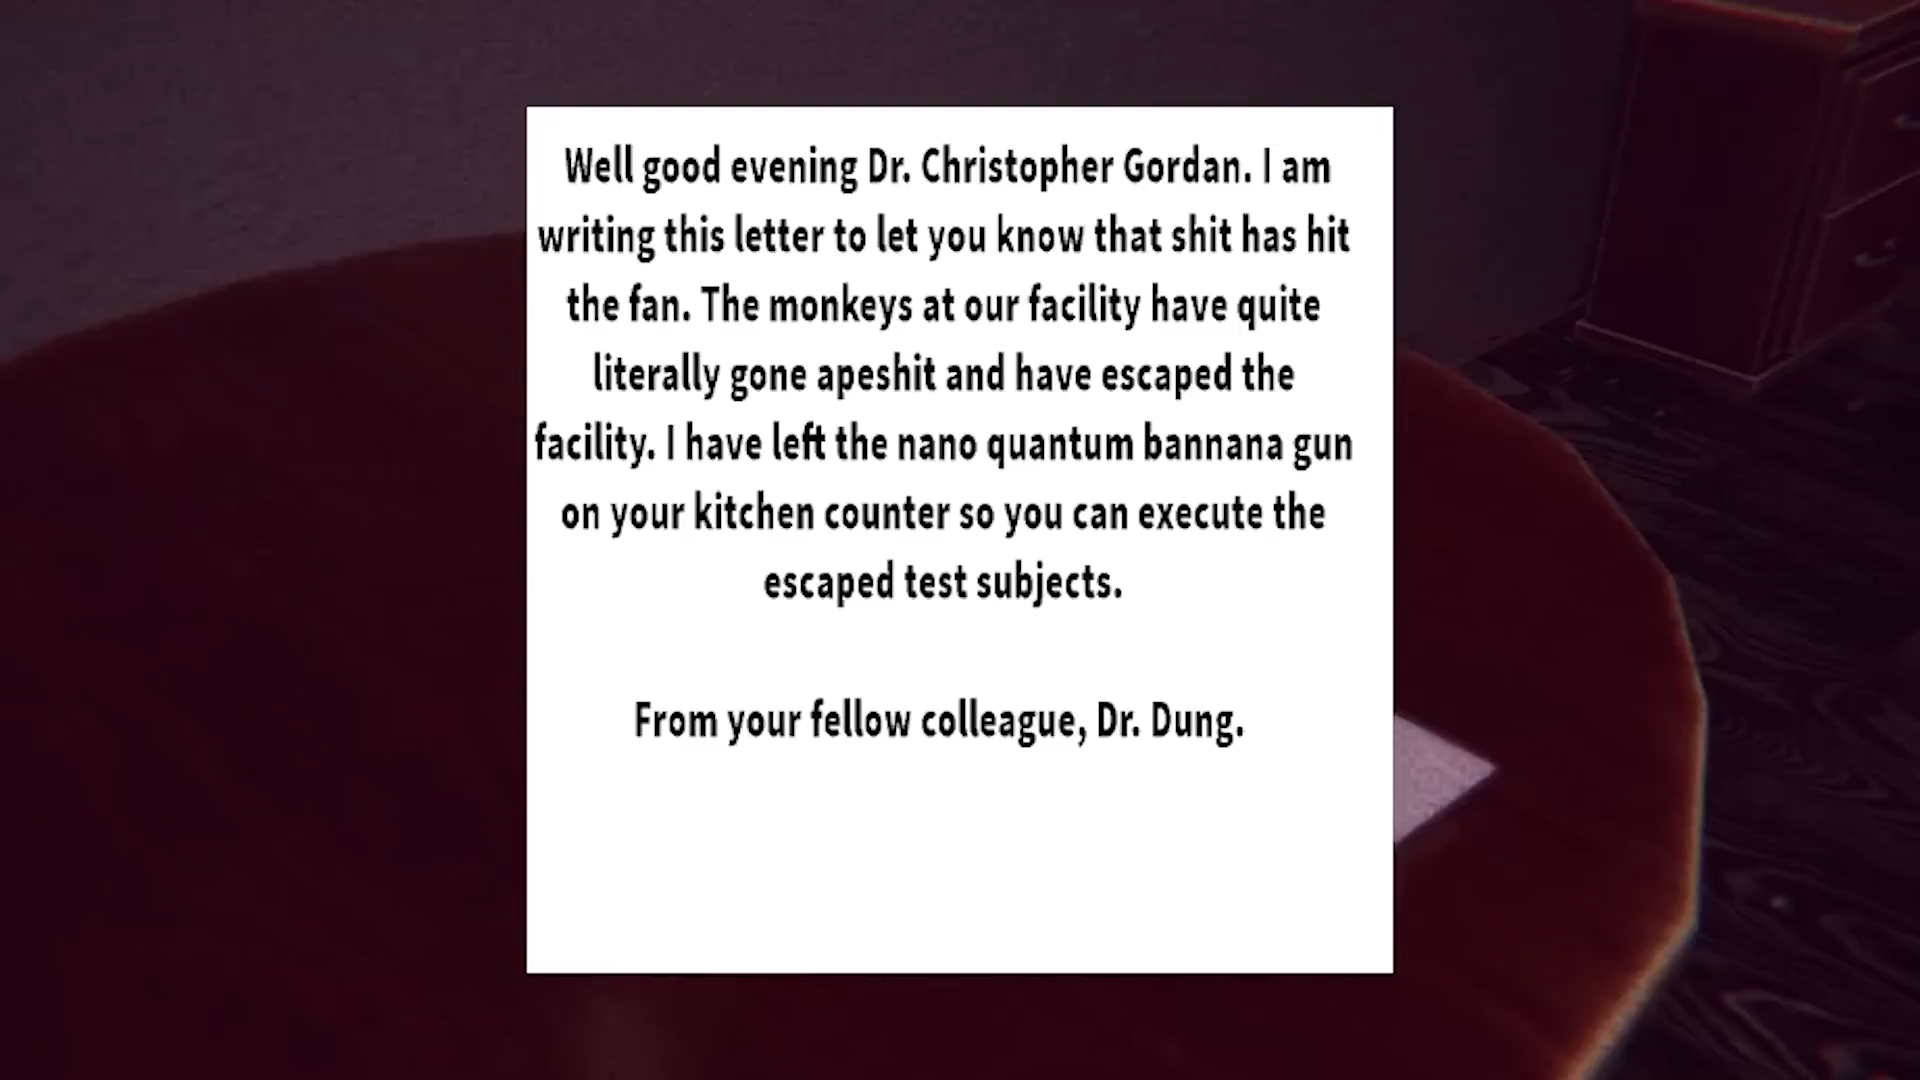 Well good evening Dr. Christopher Gordan. I am
writing this letter to let you know that shit has hit
the fan. The monkeys at our facility have quite
literally gone apeshit and have escaped the
facility. I have left the nano quantum bannana gun
on your kitchen counter so you can execute the
escaped test subjects.
From your fellow colleague, Dr. Dung.